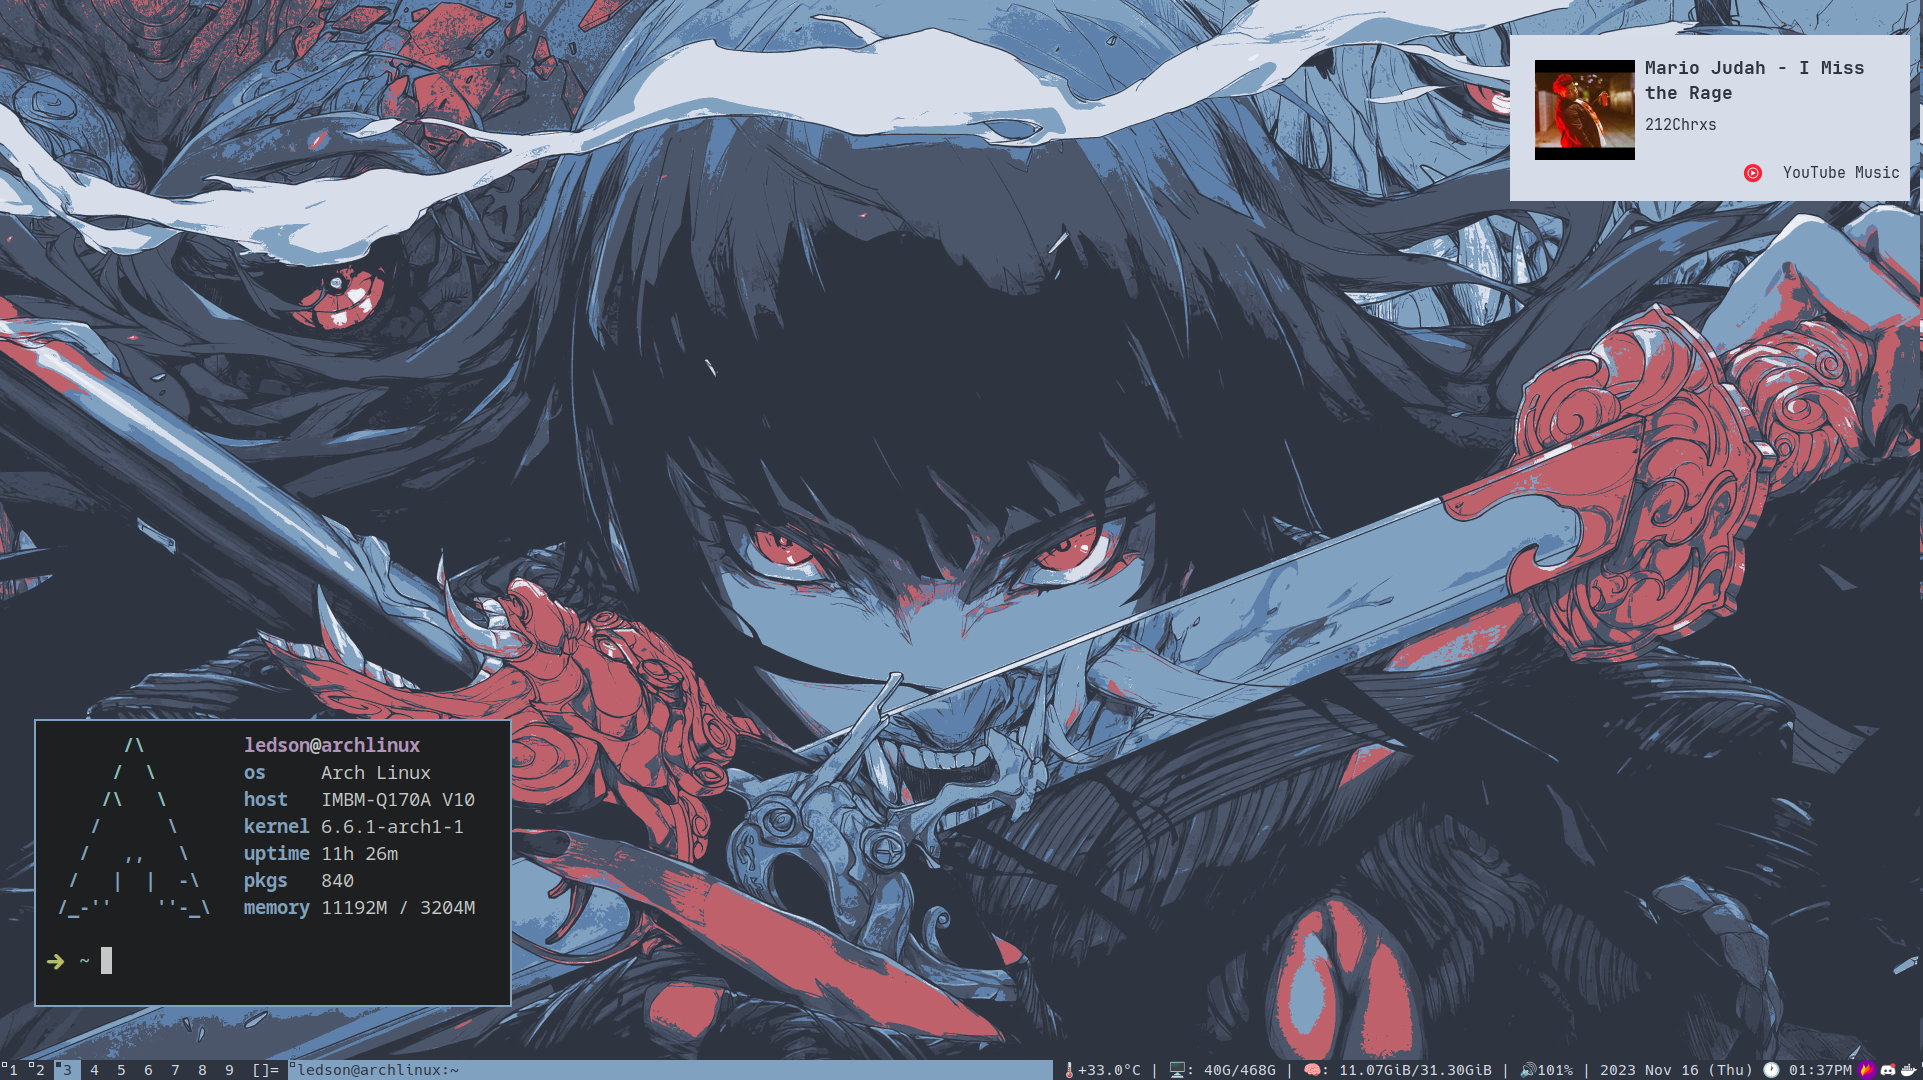 Mario Judah - I Miss
the Rage
212Chrxs
YouTube Music
ledson@archlinux
os Arch Linux
host IMBM-Q170A V10
kernel 6.6.1-arch1-1
uptime 11h 26m
pkgs 840
memory 11192M / 3204M
➜ ~
1 2 3 4 5 6 7 8 9 []= ledson@archlinux:~ +33.0°C | : 40G/468G | : 11.07GiB/31.30GiB | 101% | 2023 Nov 16 (Thu) 01:37PM